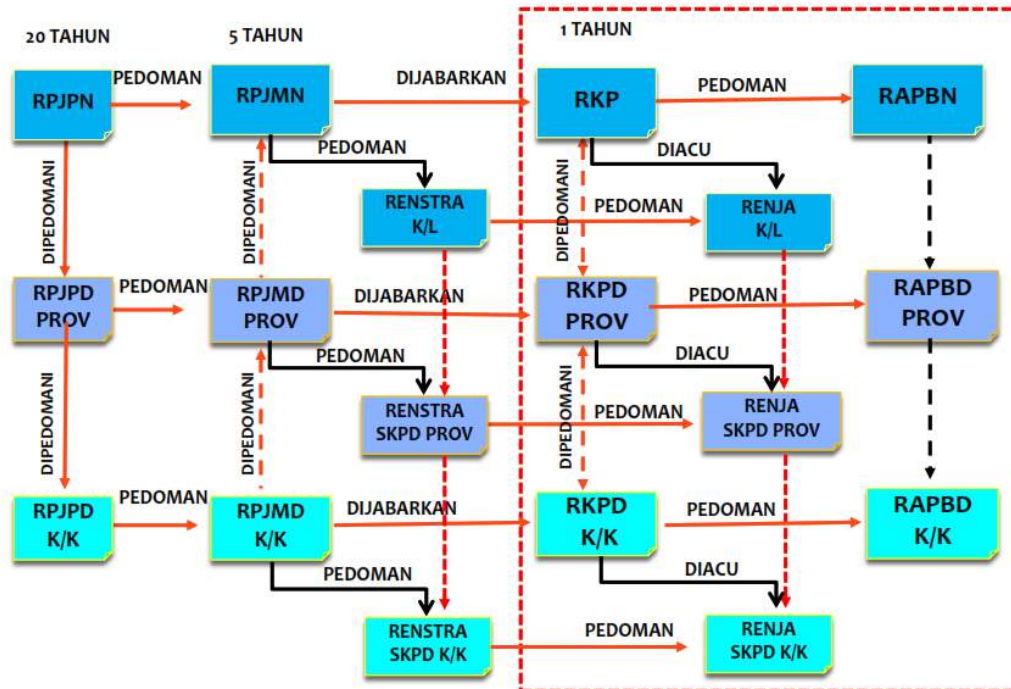 20 TAHUN
5 TAHUN
1 TAHUN
RPJPN
PEDOMAN
RPJMN
DIJABARKAN
RKP
PEDOMAN
RAPBN
DIPEDOMANI
DIPEDOMANI
PEDOMAN
DIPEDOMANI
DIACU
RENSTRA
K/L
PEDOMAN
RENJA
K/L
RPJPD
PROV
PEDOMAN
RPJMD
PROV
DIJABARKAN
RKPD
PROV
PEDOMAN
RAPBD
PROV
DIPEDOMANI
DIPEDOMANI
PEDOMAN
DIPEDOMANI
DIACU
RENSTRA
SKPD PROV
PEDOMAN
RENJA
SKPD PROV
RPJPD
K/K
PEDOMAN
RPJMD
K/K
DIJABARKAN
RKPD
K/K
PEDOMAN
RAPBD
K/K
PEDOMAN
DIACU
RENSTRA
SKPD K/K
PEDOMAN
RENJA
SKPD K/K